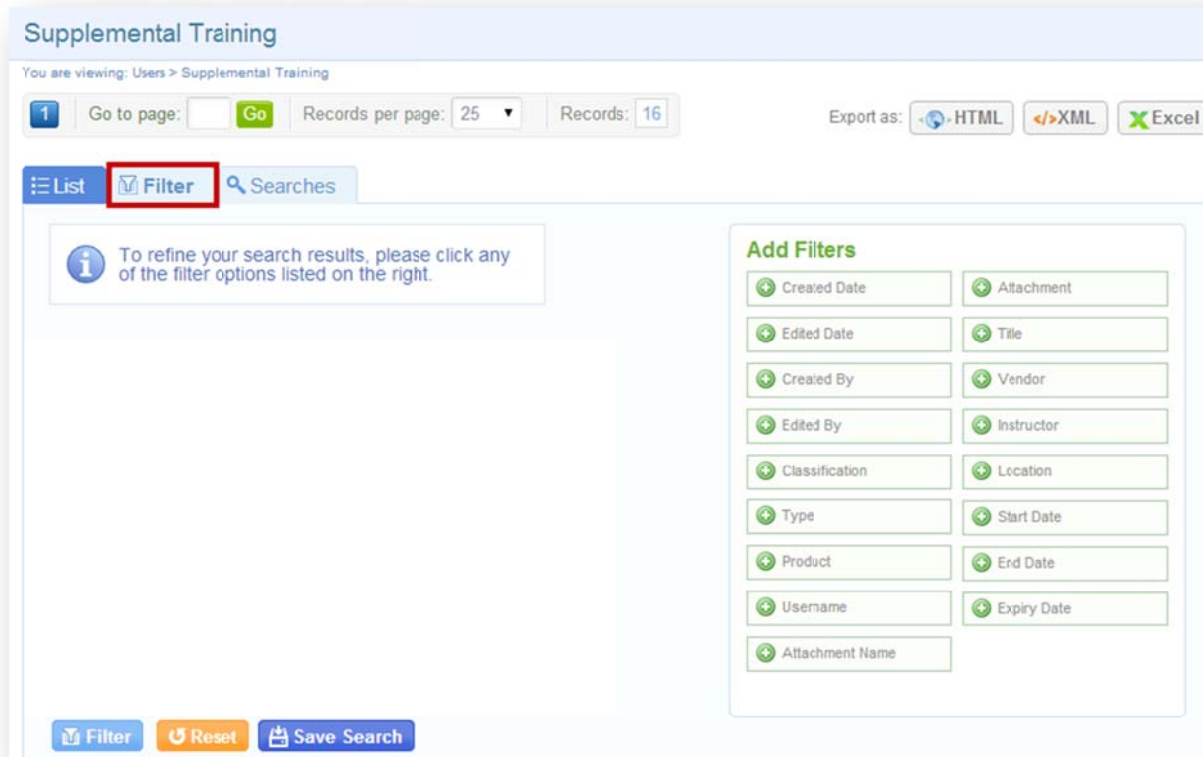 Supplemental Training
You are viewing: Users > Supplemental Training
1 Go to page: Go Records per page: 25 Records: 16 Export as: HTML </>XML Excel
List Filter Searches
To refine your search results, please click any
of the filter options listed on the right.
Add Filters
Created Date Attachment
Edited Date Title
Created By Vendor
Edited By Instructor
Classification Location
Type Start Date
Product End Date
Username Expiry Date
Attachment Name
Filter Reset Save Search